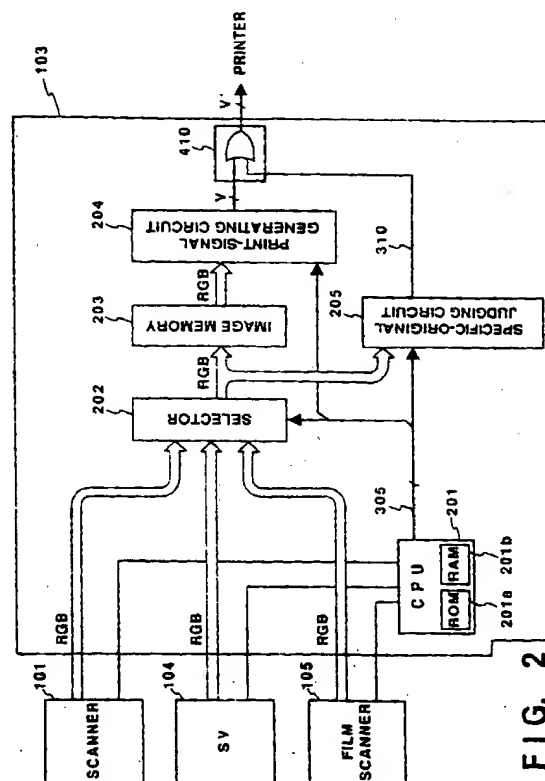 103
101
SCANNER
RGB
104
SV
RGB
105
FILM
SCANNER
RGB
202
SELECTOR
RGB
203
IMAGE MEMORY
RGB
204
PRINT-SIGNAL
GENERATING CIRCUIT
V
410
V'
PRINTER
205
SPECIFIC-ORIGINAL
JUDGING CIRCUIT
310
305
CPU
201
ROM
RAM
201a
201b
FIG. 2